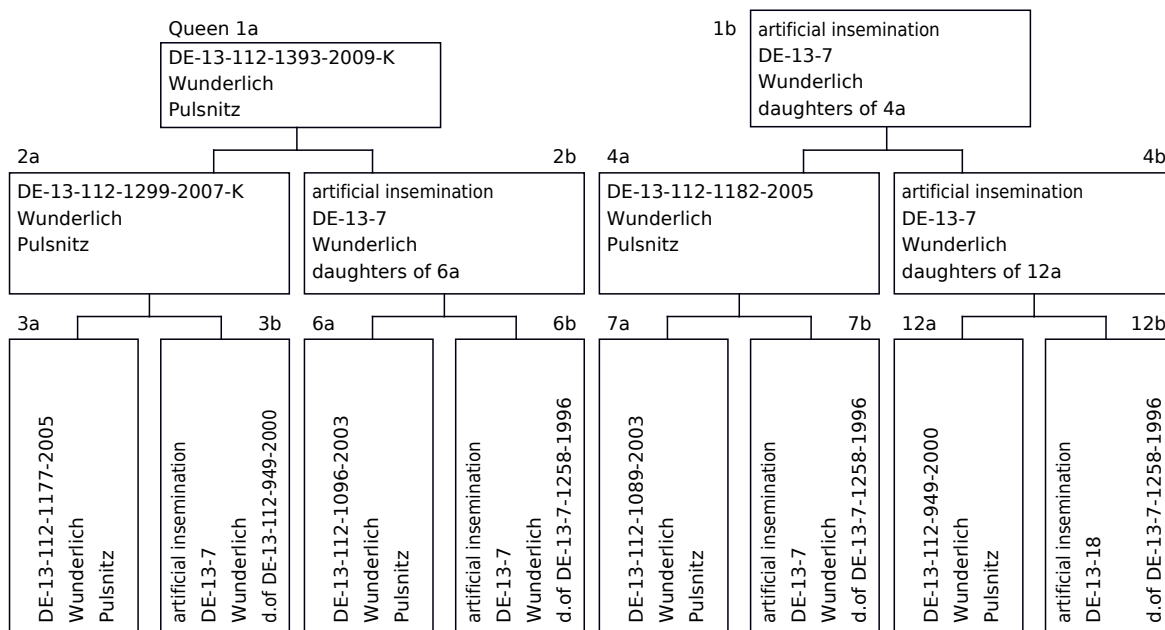 Queen 1a
DE-13-112-1393-2009-K
Wunderlich
Pulsnitz
1b
artificial insemination
DE-13-7
Wunderlich
daughters of 4a
2a
DE-13-112-1299-2007-K
Wunderlich
Pulsnitz
2b
artificial insemination
DE-13-7
Wunderlich
daughters of 6a
4a
DE-13-112-1182-2005
Wunderlich
Pulsnitz
4b
artificial insemination
DE-13-7
Wunderlich
daughters of 12a
3a
DE-13-112-1177-2005
Wunderlich
Pulsnitz
3b
artificial insemination
DE-13-7
Wunderlich
d.of DE-13-112-949-2000
6a
DE-13-112-1096-2003
Wunderlich
Pulsnitz
6b
artificial insemination
DE-13-7
Wunderlich
d.of DE-13-7-1258-1996
7a
DE-13-112-1089-2003
Wunderlich
Pulsnitz
7b
artificial insemination
DE-13-7
Wunderlich
d.of DE-13-7-1258-1996
12a
DE-13-112-949-2000
Wunderlich
Pulsnitz
12b
artificial insemination
DE-13-18
d.of DE-13-7-1258-1996